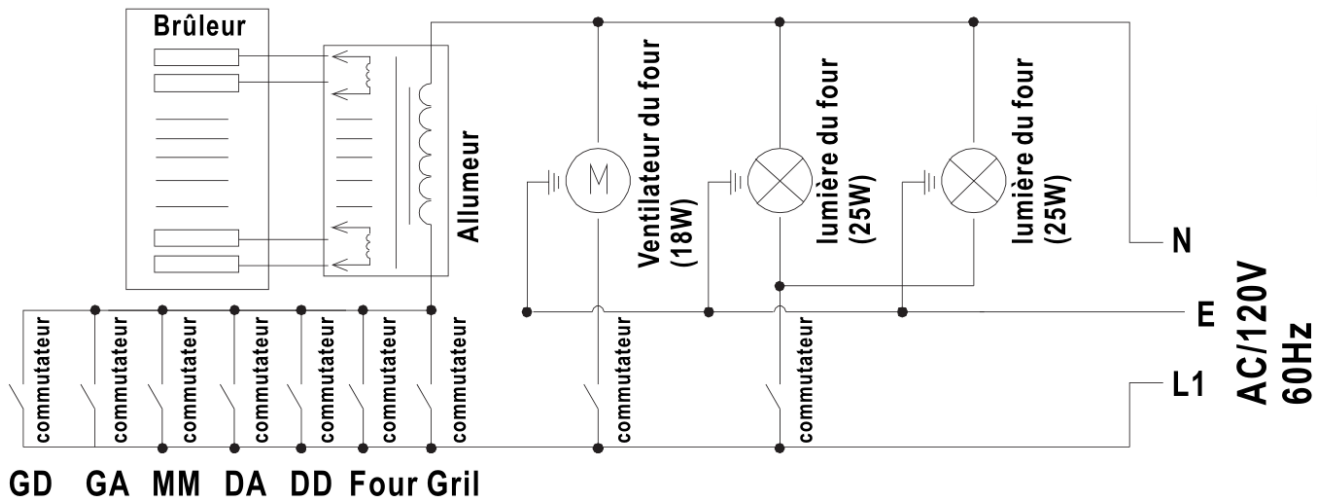 Brûleur
Allumeur
Ventilateur du four
(18W)
lumière du four
(25W)
lumière du four
(25W)
N
E
L1
AC/120V
60Hz
commutateur
commutateur
commutateur
commutateur
commutateur
commutateur
commutateur
commutateur
commutateur
M
GD GA MM DA DD Four Gril